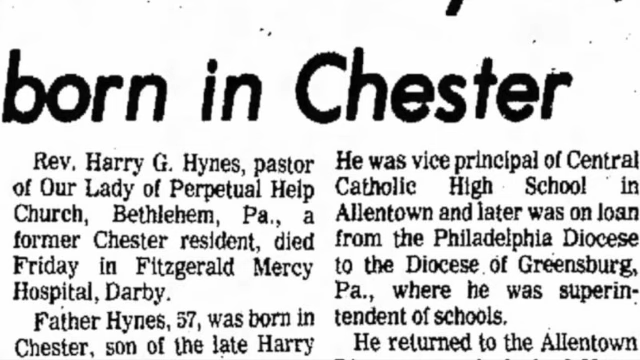 born in Chester
Rev. Harry G. Hynes, pastor
of Our Lady of Perpetual Help
Church, Bethlehem, Pa., a
former Chester resident, died
Friday in Fitzgerald Mercy
Hospital, Darby.
Father Hynes, 57, was born in
Chester, son of the late Harry
He was vice principal of Central
Catholic High School in
Allentown and later was on loan
from the Philadelphia Diocese
to the Diocese of Greensburg,
Pa., where he was superin-
tendent of schools.
He returned to the Allentown